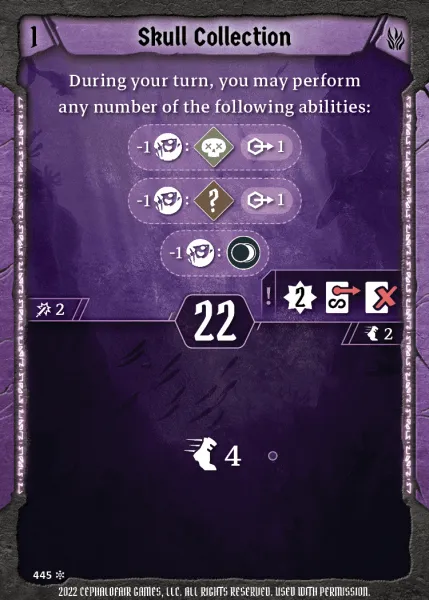 1
Skull Collection
During your turn, you may perform
any number of the following abilities:
-1 : 1
-1 : ? 1
-1 :
! 2
2
22
2
4
445
2022 CEPHALOFAIR GAMES, LLC. ALL RIGHTS RESERVED. USED WITH PERMISSION.